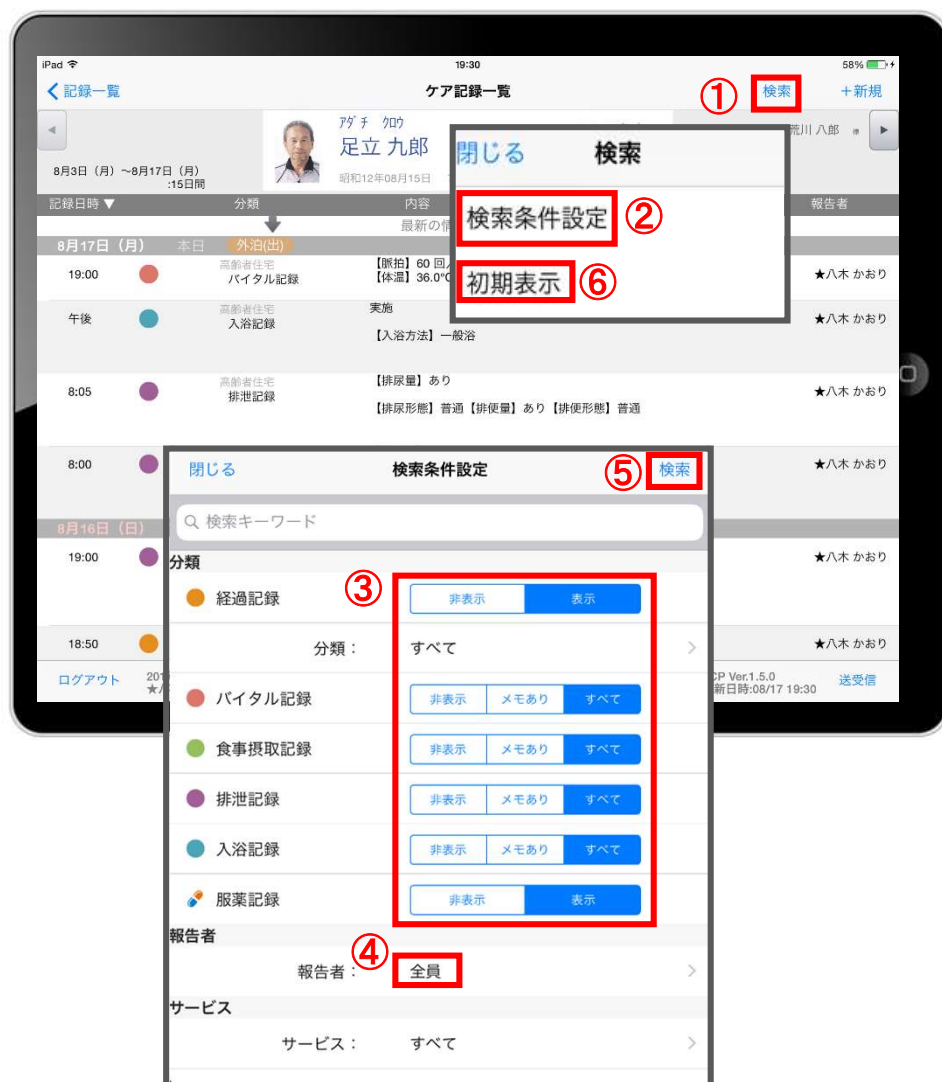 iPad 19:30 58%
記録一覧 ケア記録一覧 ① 検索 +新規
アダチ クロウ
足立 九郎
荒川 八郎 様
昭和12年08月15日
8月3日(月)~8月17日(月)
:15日間
閉じる 検索
検索条件設定 ②
初期表示 ⑥
記録日時▼ 分類 内容 報告者
最新の情
8月17日(月) 本日 外泊(出)
19:00 高齢者住宅 バイタル記録 【脈拍】60 回 ★八木 かおり
【体温】36.0℃
午後 高齢者住宅 入浴記録 実施 ★八木 かおり
【入浴方法】一般浴
8:05 高齢者住宅 排泄記録 【排尿量】あり ★八木 かおり
【排尿形態】普通【排便量】あり【排便形態】普通
8:00 ★八木 かおり
8月16日(日)
19:00 ★八木 かおり
18:50 ★八木 かおり
ログアウト 201 CP Ver.1.5.0 送受信
新日時:08/17 19:30
閉じる 検索条件設定 ⑤ 検索
検索キーワード
分類
経過記録 ③ 非表示 表示
分類: すべて
バイタル記録 非表示 メモあり すべて
食事摂取記録 非表示 メモあり すべて
排泄記録 非表示 メモあり すべて
入浴記録 非表示 メモあり すべて
服薬記録 非表示 表示
報告者
報告者: ④ 全員
サービス
サービス: すべて